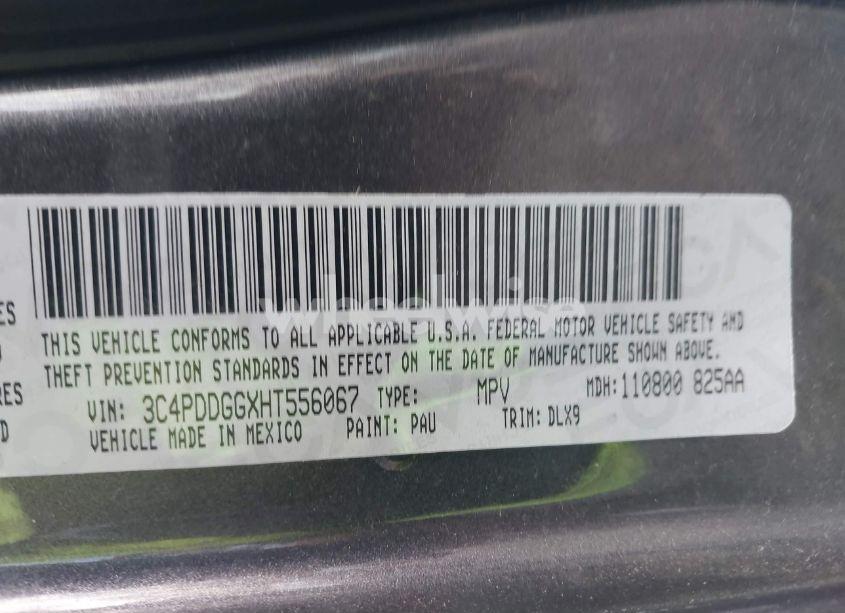 wheelwise
THIS VEHICLE CONFORMS TO ALL APPLICABLE U.S.A. FEDERAL MOTOR VEHICLE SAFETY AND
THEFT PREVENTION STANDARDS IN EFFECT ON THE DATE OF MANUFACTURE SHOWN ABOVE.
VIN: 3C4PDDGGXHT556067 TYPE: MPV MDH:110800 825AA
VEHICLE MADE IN MEXICO PAINT: PAU TRIM: DLX9